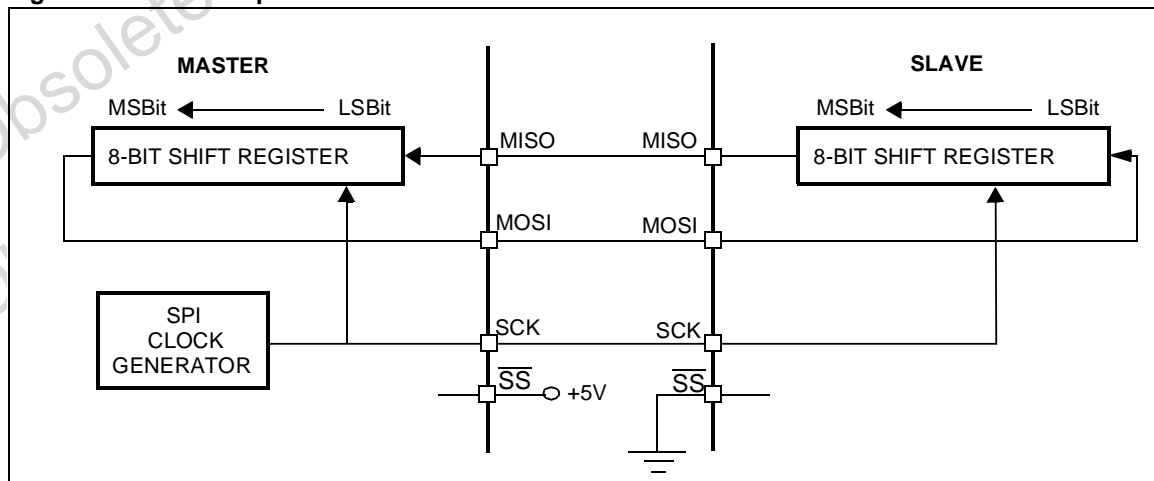 MASTER
SLAVE
MSBit LSBit
MSBit LSBit
8-BIT SHIFT REGISTER
8-BIT SHIFT REGISTER
MISO MISO
MOSI MOSI
SPI
CLOCK
GENERATOR
SCK SCK
SS +5V SS
obsolete